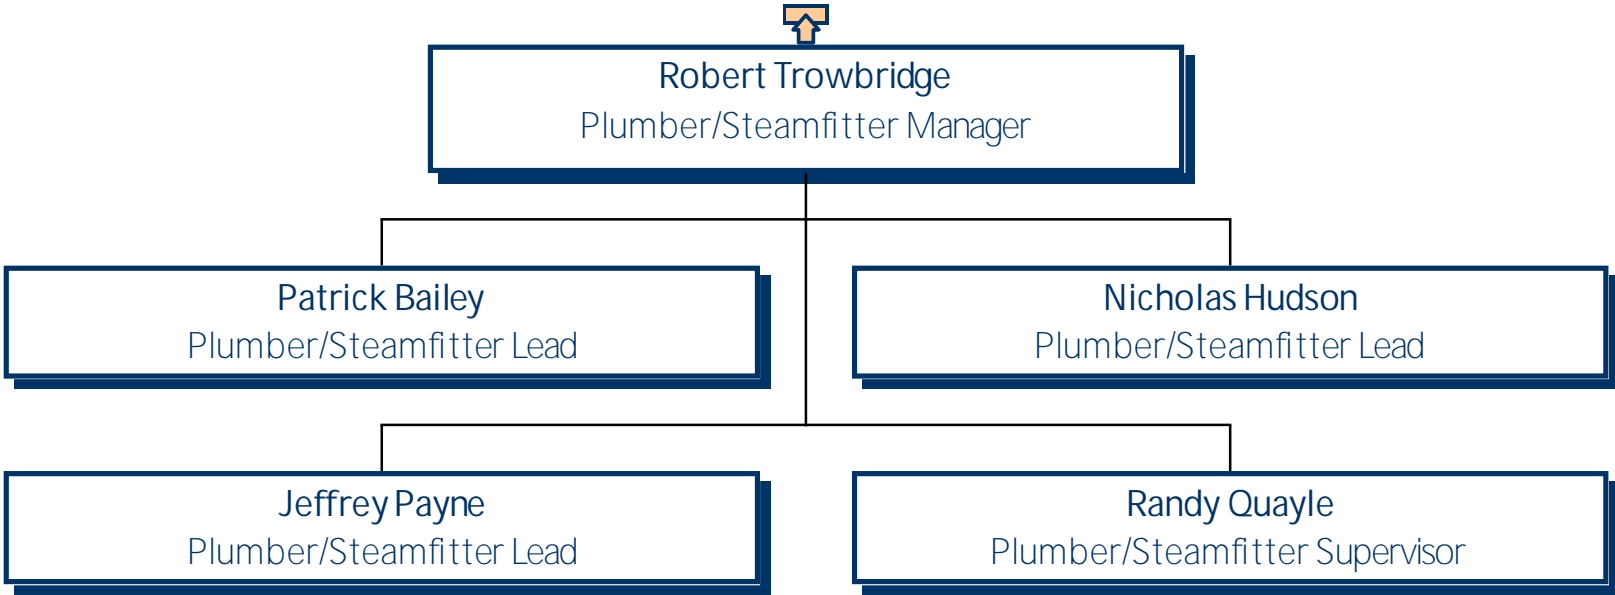 Robert Trowbridge
Plumber/Steamfitter Manager
Patrick Bailey
Plumber/Steamfitter Lead
Nicholas Hudson
Plumber/Steamfitter Lead
Jeffrey Payne
Plumber/Steamfitter Lead
Randy Quayle
Plumber/Steamfitter Supervisor